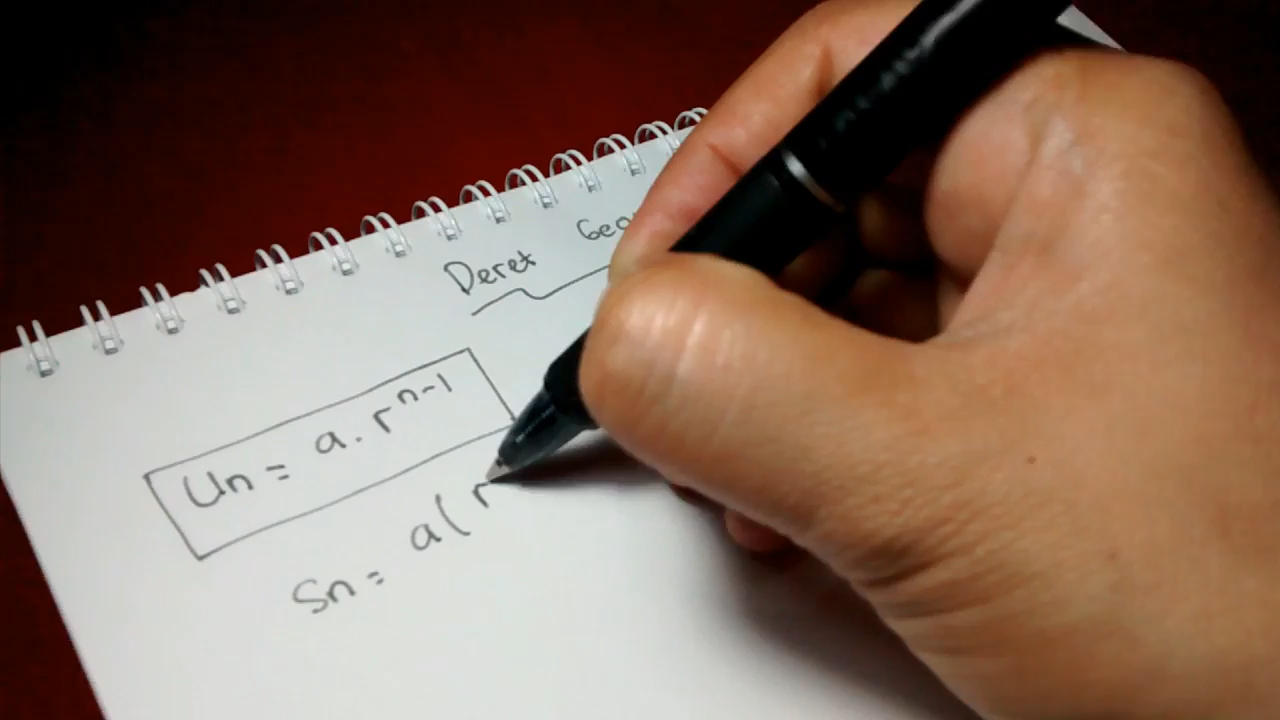 Deret Geo
Un = a. r^n-1
Sn = a( r